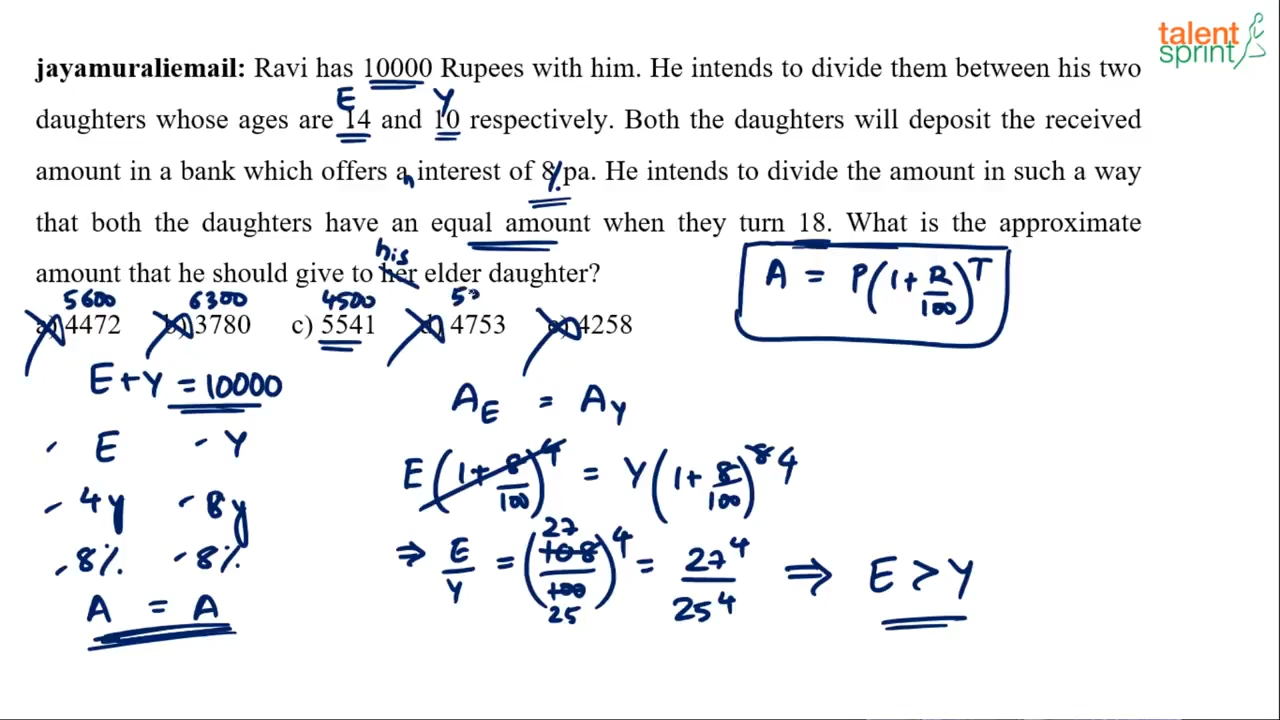 talent
sprint
jayamuraliemail: Ravi has 10000 Rupees with him. He intends to divide them between his two
E Y
daughters whose ages are 14 and 10 respectively. Both the daughters will deposit the received
amount in a bank which offers an interest of 8% pa. He intends to divide the amount in such a way
that both the daughters have an equal amount when they turn 18. What is the approximate
his
amount that he should give to her elder daughter?
A = P(1+R/100)^T
5600 6300 4500 5
a) 4472 b) 3780 c) 5541 d) 4753 e) 4258
E+Y = 10000
A_E = A_Y
- E - Y
E(1+8/100)^4 = Y(1+8/100)^8 4
- 4y - 8y
27
⇒ E/Y = (108/100)^4 = 27^4/25^4 ⇒ E > Y
25
- 8% - 8%
A = A